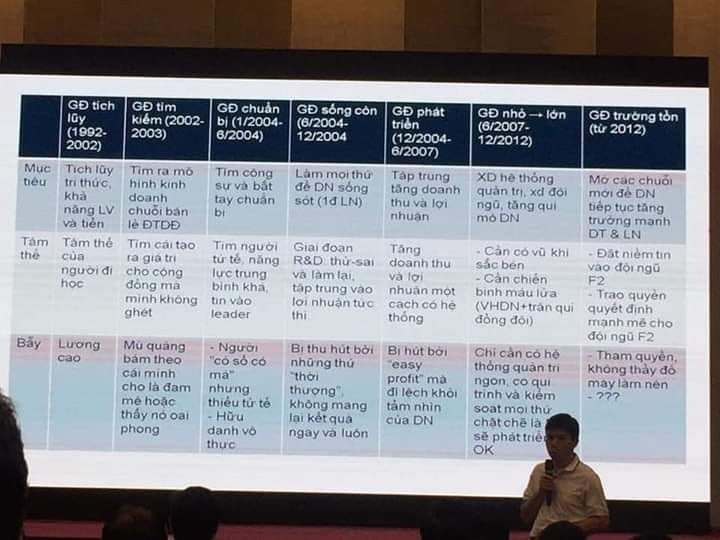 GĐ tích
lũy
(1992-
2002)
GĐ tìm
kiếm (2002-
2003)
GĐ chuẩn
bị (1/2004-
6/2004)
GĐ sống còn
(6/2004-
12/2004
GĐ phát
triển
(12/2004-
6/2007)
GĐ nhỏ → lớn
(6/2007-
12/2012)
GĐ trường tồn
(từ 2012)
Mục
tiêu
Tích lũy
tri thức,
khả
năng LV
và tiền
Tìm ra mô
hình kinh
doanh
chuỗi bán
lẻ ĐTDĐ
Tìm cộng
sự và bắt
tay chuẩn
bị
Làm mọi thứ
để DN sống
sót (1đ LN)
Tập trung
tăng doanh
thu và lợi
nhuận
XD hệ thống
quản trị, xd đội
ngũ, tăng qui
mô DN
Mở các chuỗi
mới để DN
tiếp tục tăng
trưởng mạnh
DT & LN
Tâm
thế
Tâm thế
của
người đi
học
Tìm cái tạo
ra giá trị
cho cộng
đồng mà
mình không
ghét
Tìm người
tử tế, năng
lực trung
bình khá,
tin vào
leader
Giai đoạn
R&D. thử-sai
và làm lại,
tập trung vào
lợi nhuận tức
thì
Tăng
doanh thu
và lợi
nhuận một
cách có hệ
thống
- Cần có vũ khí
sắc bén
- Cần chiến
binh máu lửa
(VHDN+trân quí
đồng đội)
- Đặt niềm tin
vào đội ngũ
F2
- Trao quyền
quyết định
mạnh mẽ cho
đội ngũ F2
Bẫy
Lương
cao
Mù quáng
bám theo
cái mình
cho là đam
mê hoặc
thấy nó oai
phong
- Người
"có số có
má"
nhưng
thiếu tử tế
- Hữu
danh vô
thực
Bị thu hút bởi
những thứ
"thời
thượng",
không mang
lại kết quả
ngay và luôn
Bị hút bởi
"easy
profit" mà
đi lệch khỏi
tầm nhìn
của DN
Chỉ cần có hệ
thống quản trị
ngon, có qui
trình và kiểm
soát mọi thứ
chặt chẽ là
sẽ phát triển
OK
- Tham quyền,
không thấy đố
mày làm nên
- ???